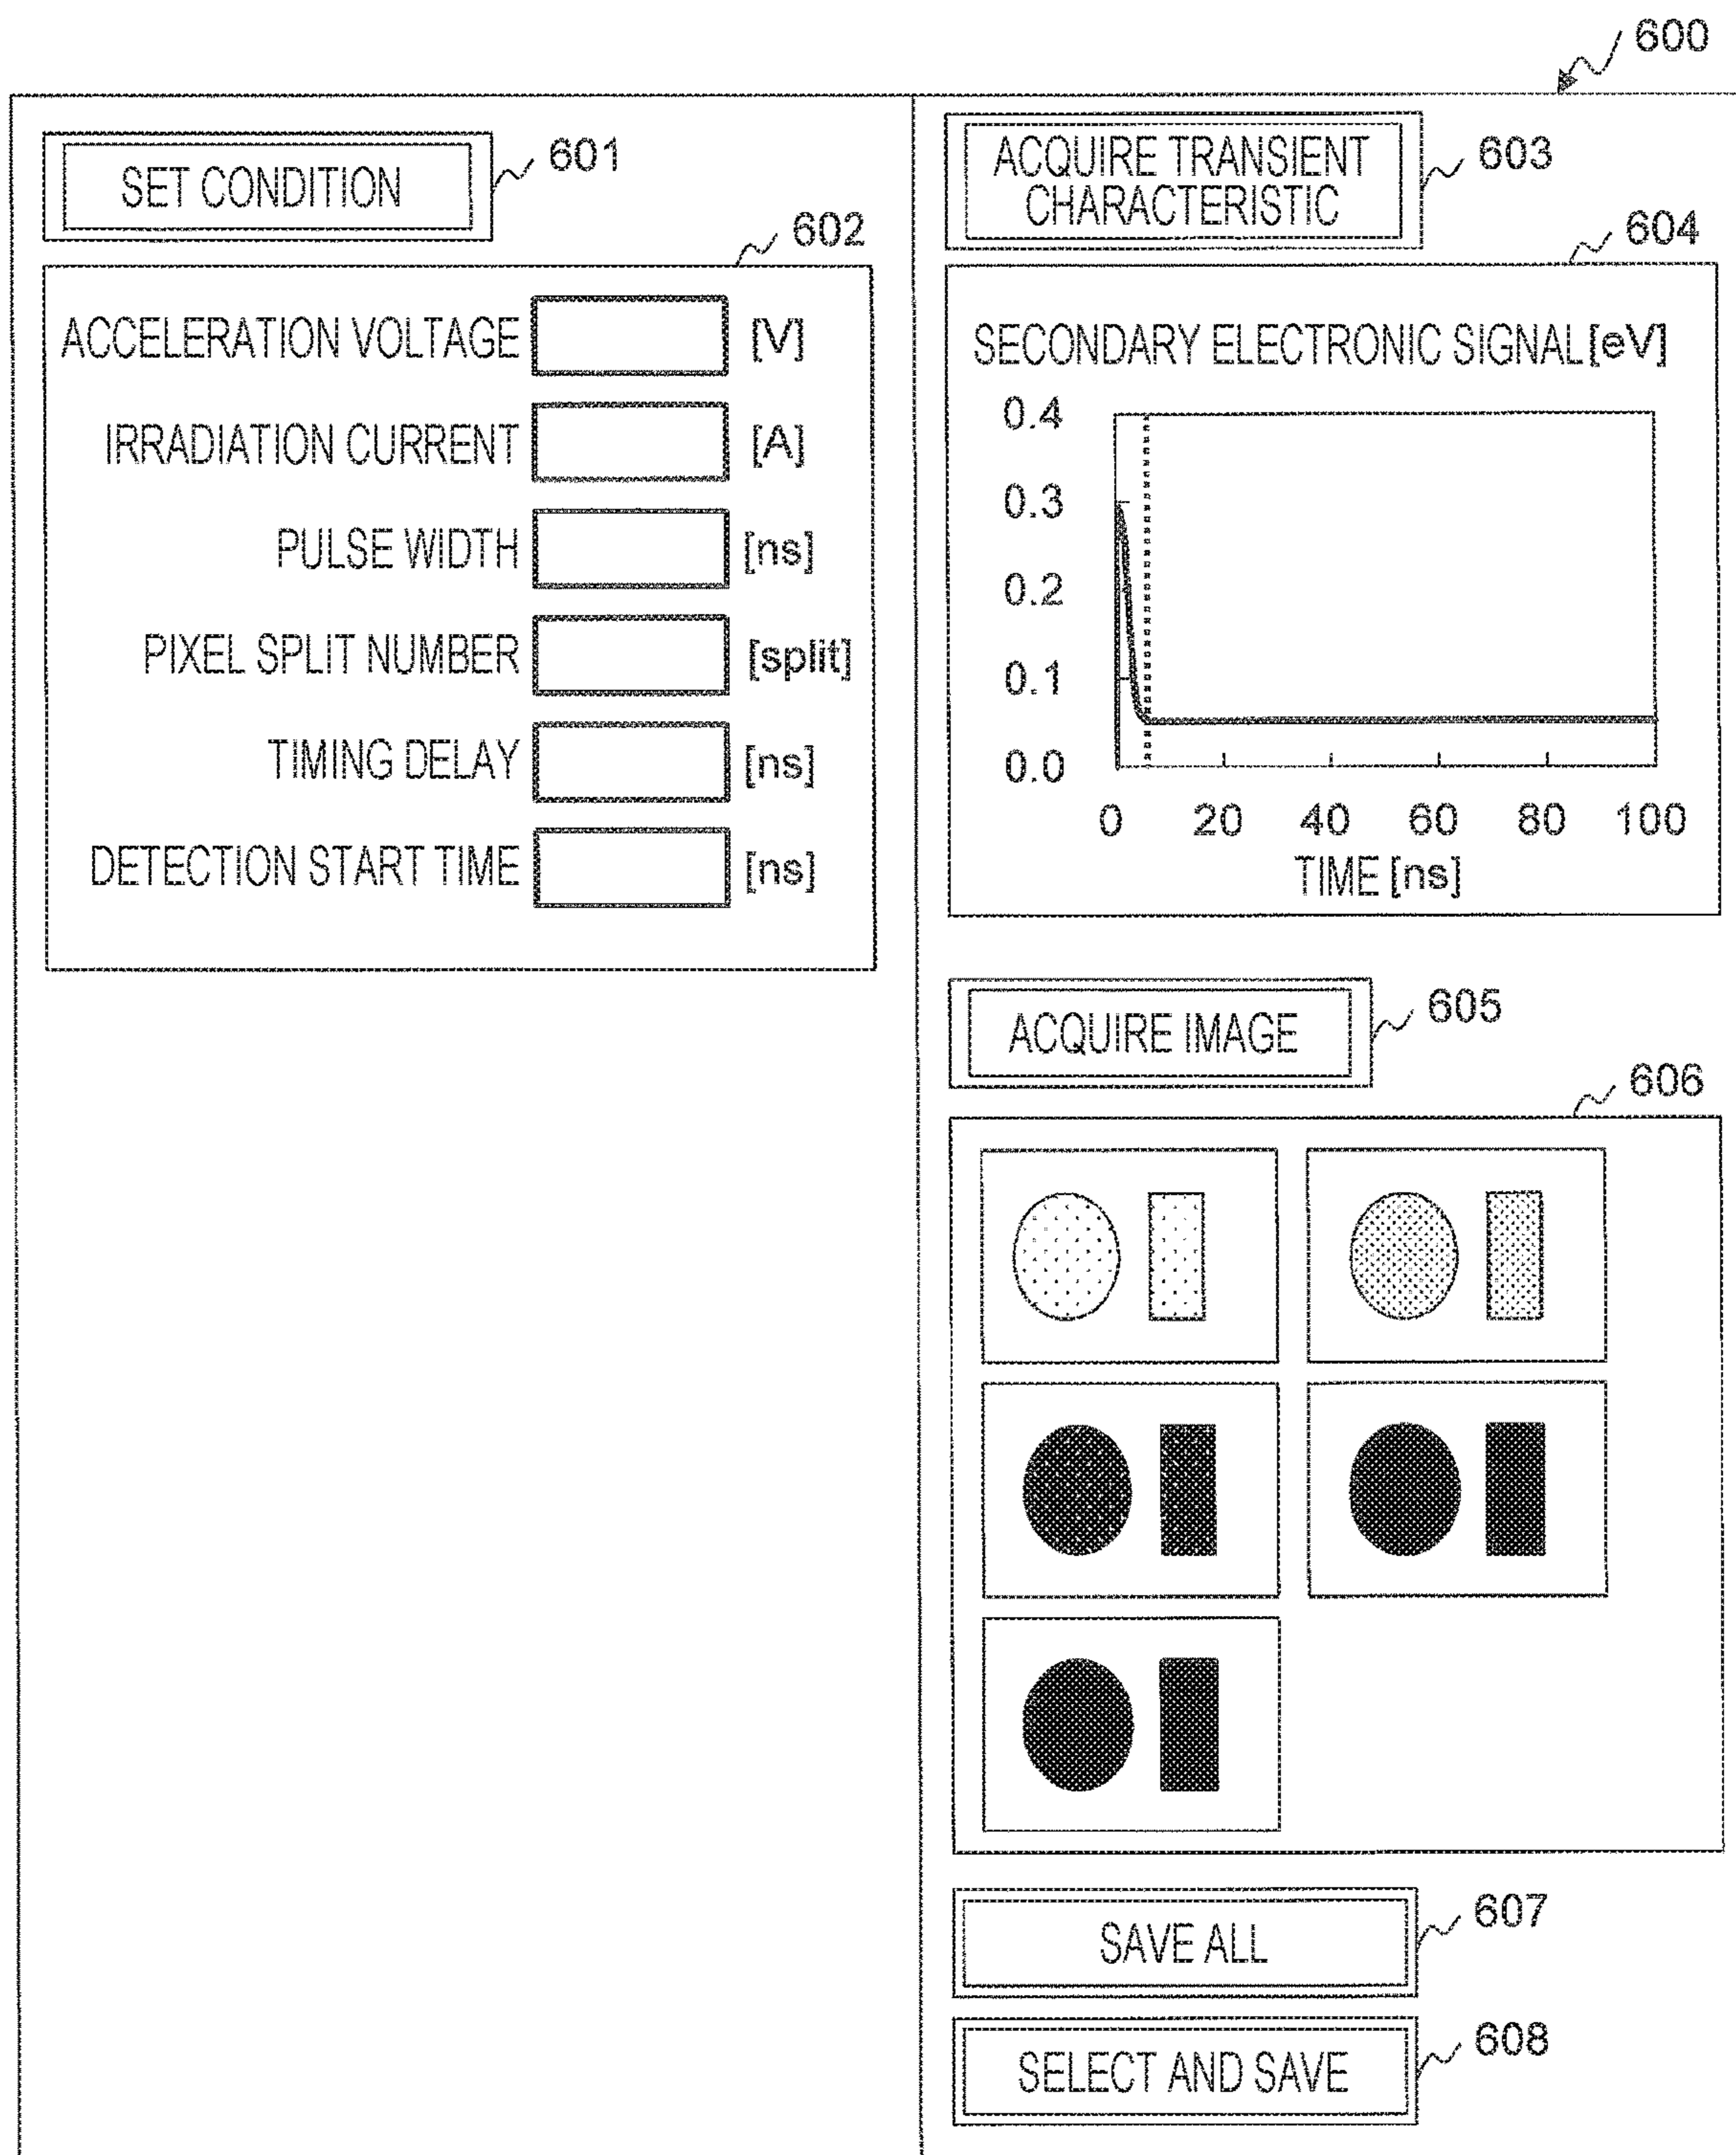 600
SET CONDITION
601
602
ACCELERATION VOLTAGE [V]
IRRADIATION CURRENT [A]
PULSE WIDTH [ns]
PIXEL SPLIT NUMBER [split]
TIMING DELAY [ns]
DETECTION START TIME [ns]
ACQUIRE TRANSIENT
CHARACTERISTIC
603
604
SECONDARY ELECTRONIC SIGNAL[eV]
0.4
0.3
0.2
0.1
0.0
0 20 40 60 80 100
TIME [ns]
ACQUIRE IMAGE
605
606
SAVE ALL
607
SELECT AND SAVE
608